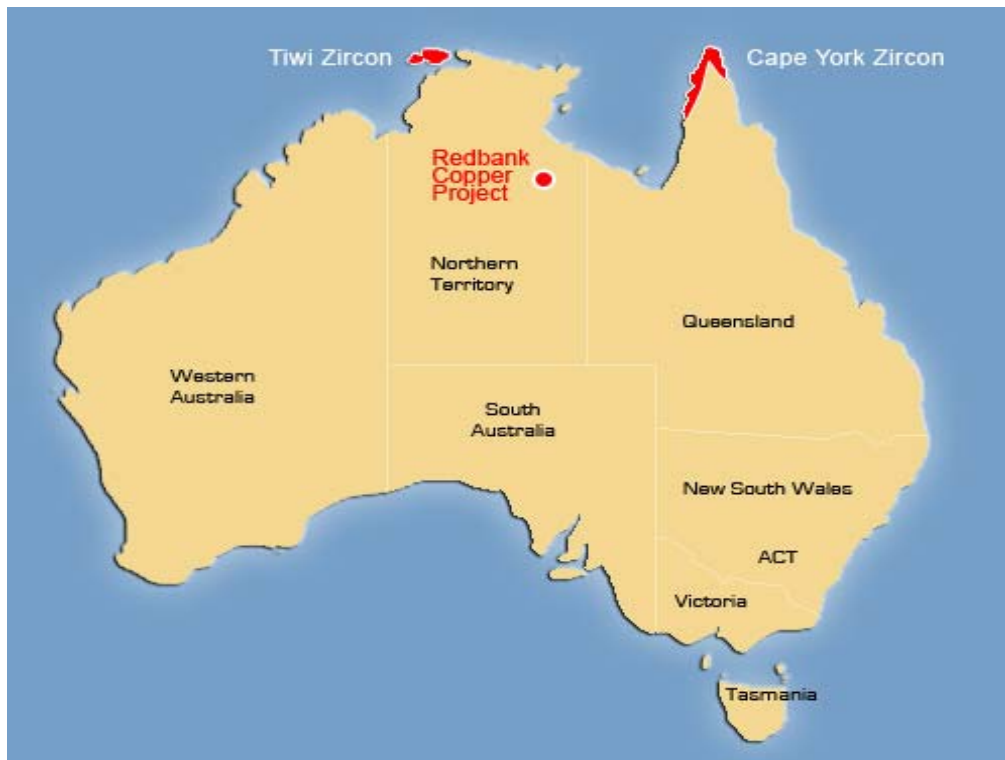 Tiwi Zircon
Cape York Zircon
Redbank
Copper
Project
Northern
Territory
Queensland
Western
Australia
South
Australia
New South Wales
ACT
Victoria
Tasmania